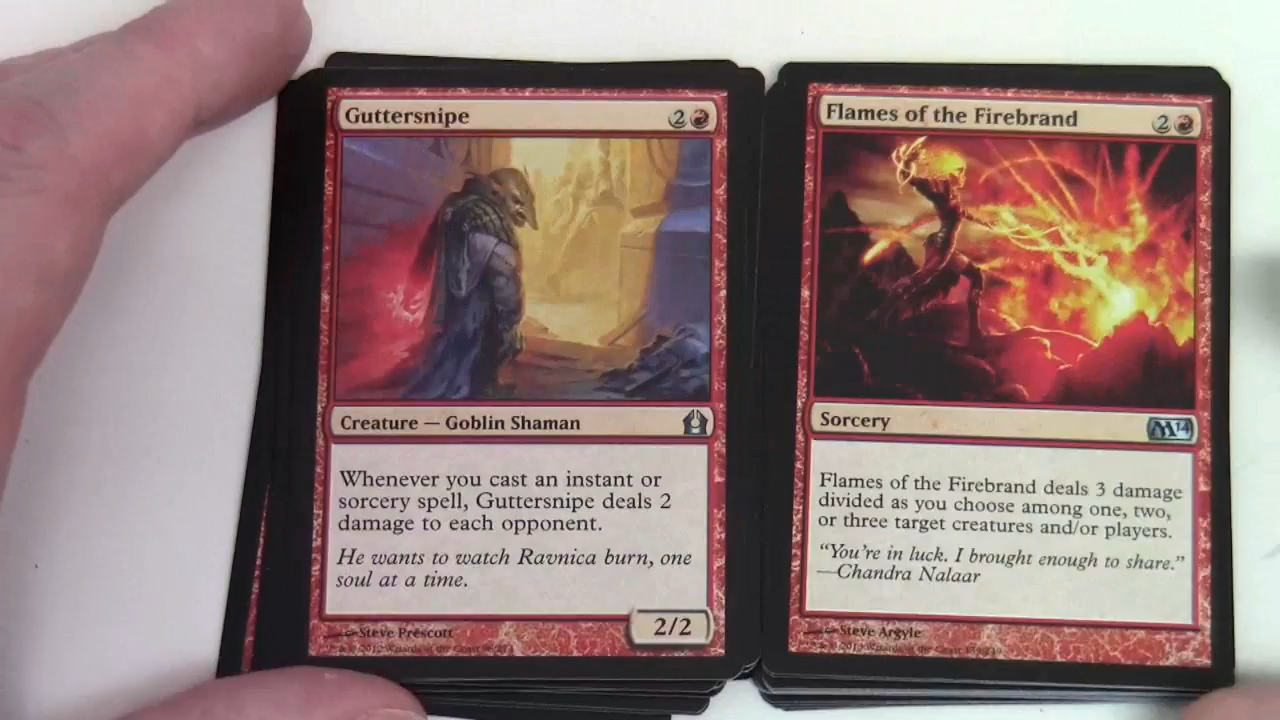 Guttersnipe
2
Creature — Goblin Shaman
Whenever you cast an instant or
sorcery spell, Guttersnipe deals 2
damage to each opponent.
He wants to watch Ravnica burn, one
soul at a time.
2/2
Steve Prescott
Flames of the Firebrand
2
Sorcery
M14
Flames of the Firebrand deals 3 damage
divided as you choose among one, two,
or three target creatures and/or players.
“You’re in luck. I brought enough to share.”
—Chandra Nalaar
Steve Argyle